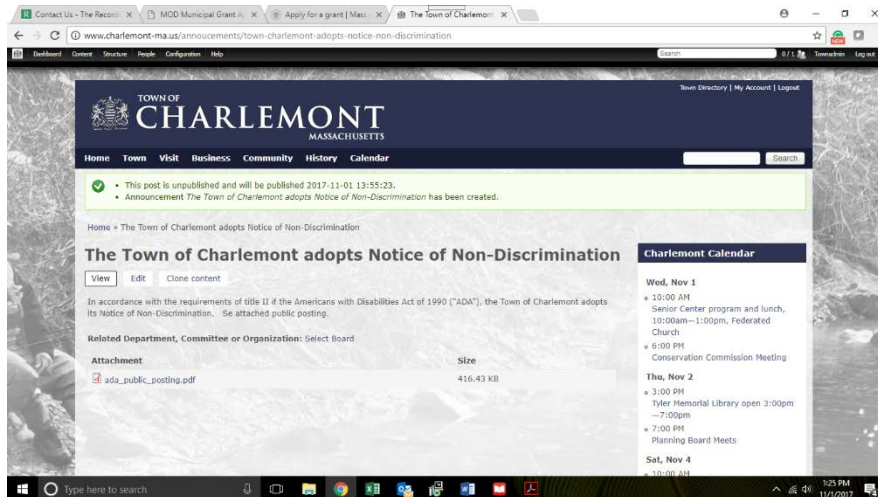 Contact Us - The Record
MOD Municipal Grant A
Apply for a grant | Mass
The Town of Charlemont
www.charlemont-ma.us/annoucements/town-charlemont-adopts-notice-non-discrimination
NEW
Dashboard Content Structure People Configuration Help
Search
0 / 1
Townadmin Log out
Town Directory | My Account | Logout
TOWN OF
CHARLEMONT
MASSACHUSETTS
Home Town Visit Business Community History Calendar
Search
• This post is unpublished and will be published 2017-11-01 13:55:23.
• Announcement The Town of Charlemont adopts Notice of Non-Discrimination has been created.
Home » The Town of Charlemont adopts Notice of Non-Discrimination
The Town of Charlemont adopts Notice of Non-Discrimination
View Edit Clone content
In accordance with the requirements of title II if the Americans with Disabilities Act of 1990 ("ADA"), the Town of Charlemont adopts
its Notice of Non-Discrimination. Se attached public posting.
Related Department, Committee or Organization: Select Board
Attachment Size
ada_public_posting.pdf 416.43 KB
Charlemont Calendar
Wed, Nov 1
10:00 AM
Senior Center program and lunch,
10:00am—1:00pm, Federated
Church
6:00 PM
Conservation Commission Meeting
Thu, Nov 2
3:00 PM
Tyler Memorial Library open 3:00pm
—7:00pm
7:00 PM
Planning Board Meets
Sat, Nov 4
10:00 AM
Type here to search
1:25 PM
11/1/2017